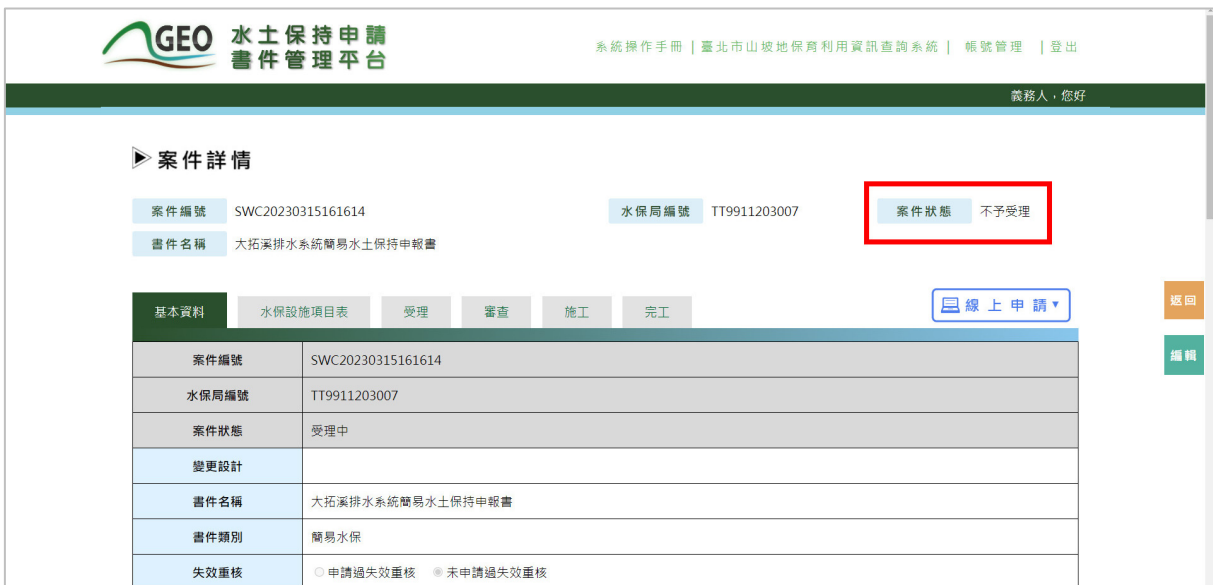 GEO 水土保持申請
書件管理平台
系統操作手冊 | 臺北市山坡地保育利用資訊查詢系統 | 帳號管理 | 登出
義務人，您好
案件詳情
案件編號 SWC20230315161614 水保局編號 TT9911203007 案件狀態 不予受理
書件名稱 大拓溪排水系統簡易水土保持申報書
基本資料 水保設施項目表 受理 審查 施工 完工 線上申請▼
返回
編輯
案件編號 SWC20230315161614
水保局編號 TT9911203007
案件狀態 受理中
變更設計
書件名稱 大拓溪排水系統簡易水土保持申報書
書件類別 簡易水保
失效重核 申請過失效重核 未申請過失效重核